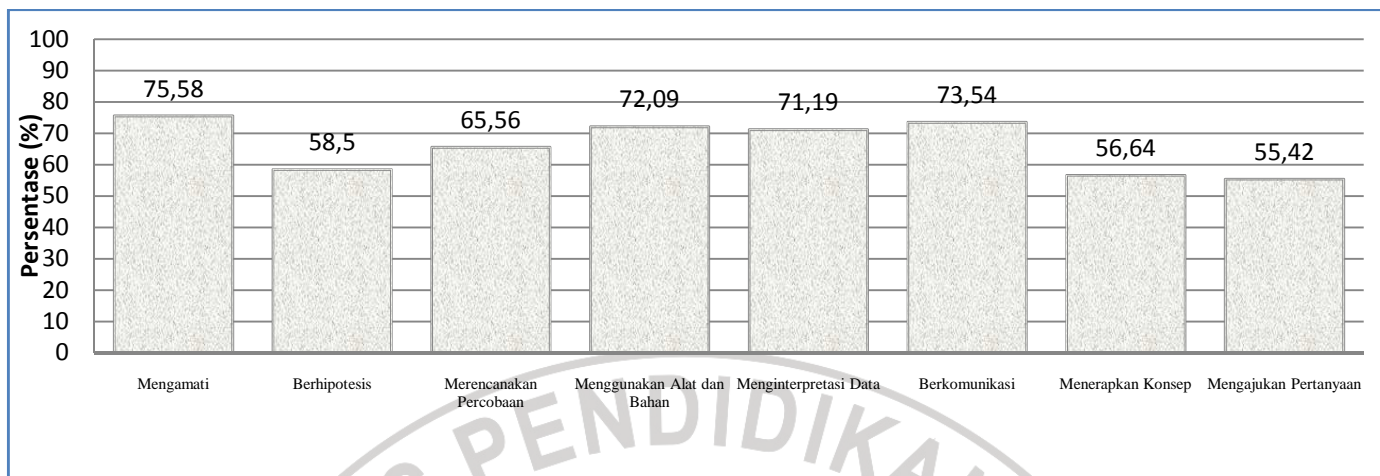 Persentase (%)
100
90
80
70
60
50
40
30
20
10
0
75,58
58,5
65,56
72,09
71,19
73,54
56,64
55,42
Mengamati
Berhipotesis
Merencanakan
Percobaan
Menggunakan Alat dan
Bahan
Menginterpretasi Data
Berkomunikasi
Menerapkan Konsep
Mengajukan Pertanyaan
PENDIDIKA